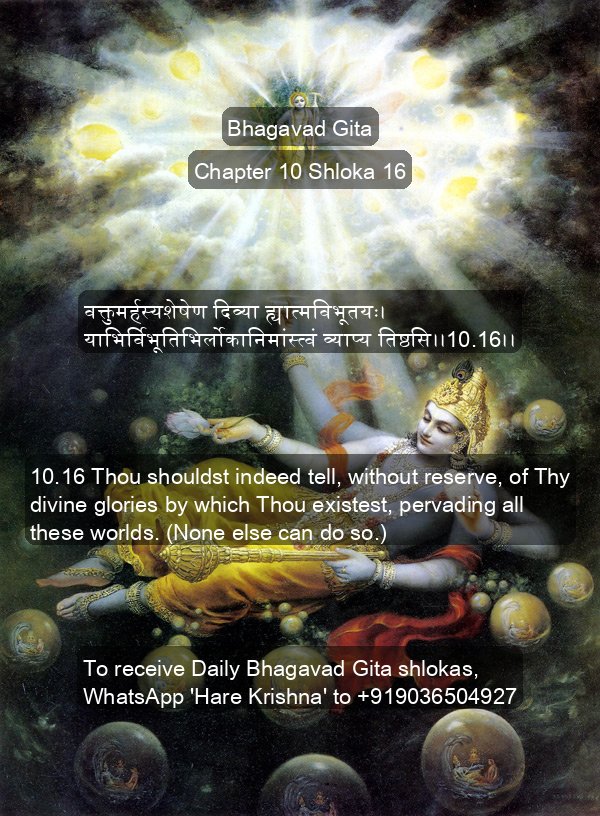 Bhagavad Gita
Chapter 10 Shloka 16
वक्तुमर्हस्यशेषेण दिव्या ह्यात्मविभूतयः।
याभिर्विभूतिभिर्लोकानिमांस्त्वं व्याप्य तिष्ठसि।।10.16।।
10.16 Thou shouldst indeed tell, without reserve, of Thy
divine glories by which Thou existest, pervading all
these worlds. (None else can do so.)
To receive Daily Bhagavad Gita shlokas,
WhatsApp 'Hare Krishna' to +919036504927